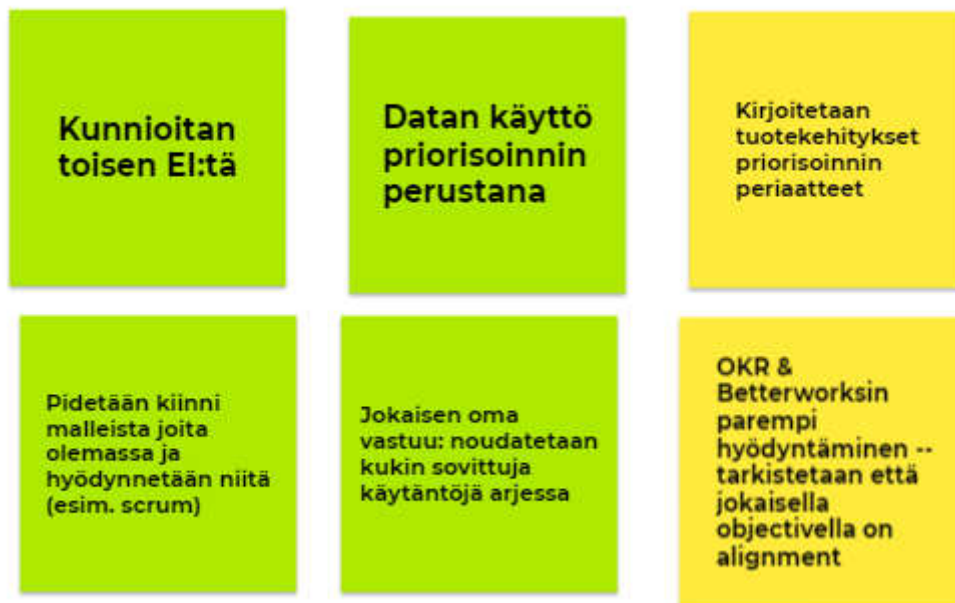 Kunnioitan
toisen EI:tä
Datan käyttö
priorisoinnin
perustana
Kirjoitetaan
tuotekehitykset
priorisoinnin
periaatteet
Pidetään kiinni
malleista joita
olemassa ja
hyödynnetään niitä
(esim. scrum)
Jokaisen oma
vastuu: noudatetaan
kukin sovittuja
käytäntöjä arjessa
OKR &
Betterworksin
parempi
hyödyntäminen --
tarkistetaan että
jokaisella
objectivella on
alignment